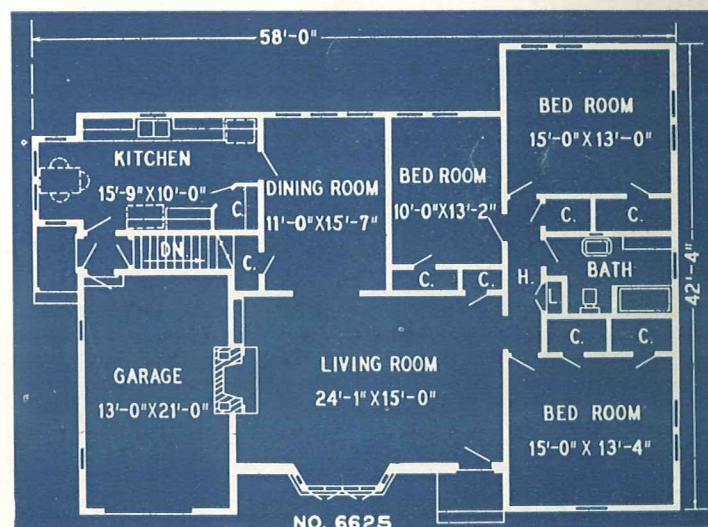 58'-0"
BED ROOM
15'-0" X 13'-0"
KITCHEN
15'-9" X 10'-0"
C.
DINING ROOM
11'-0" X 15'-7"
BED ROOM
10'-0" X 13'-2"
C.
C.
DN.
C.
C.
C.
H.
BATH
L
42'-4"
C.
C.
GARAGE
13'-0" X 21'-0"
LIVING ROOM
24'-1" X 15'-0"
BED ROOM
15'-0" X 13'-4"
NO. 6625